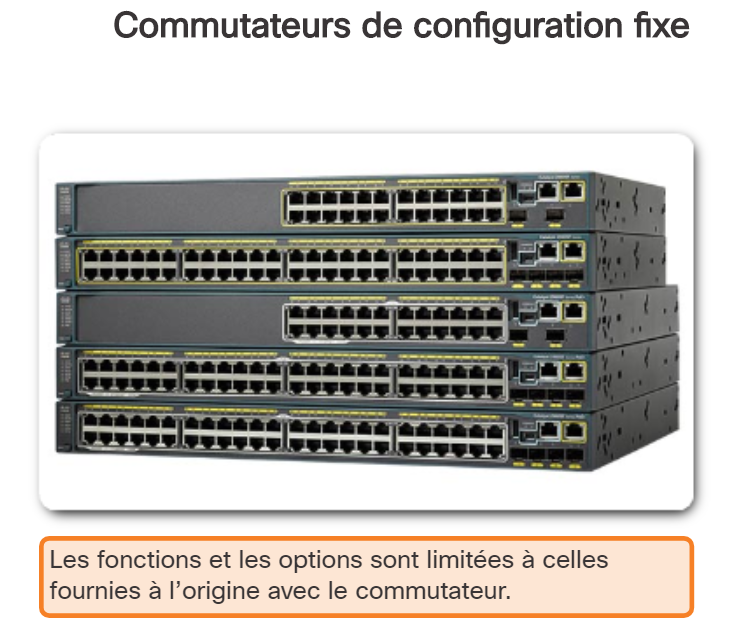 Commutateurs de configuration fixe
Les fonctions et les options sont limitées à celles
fournies à l’origine avec le commutateur.